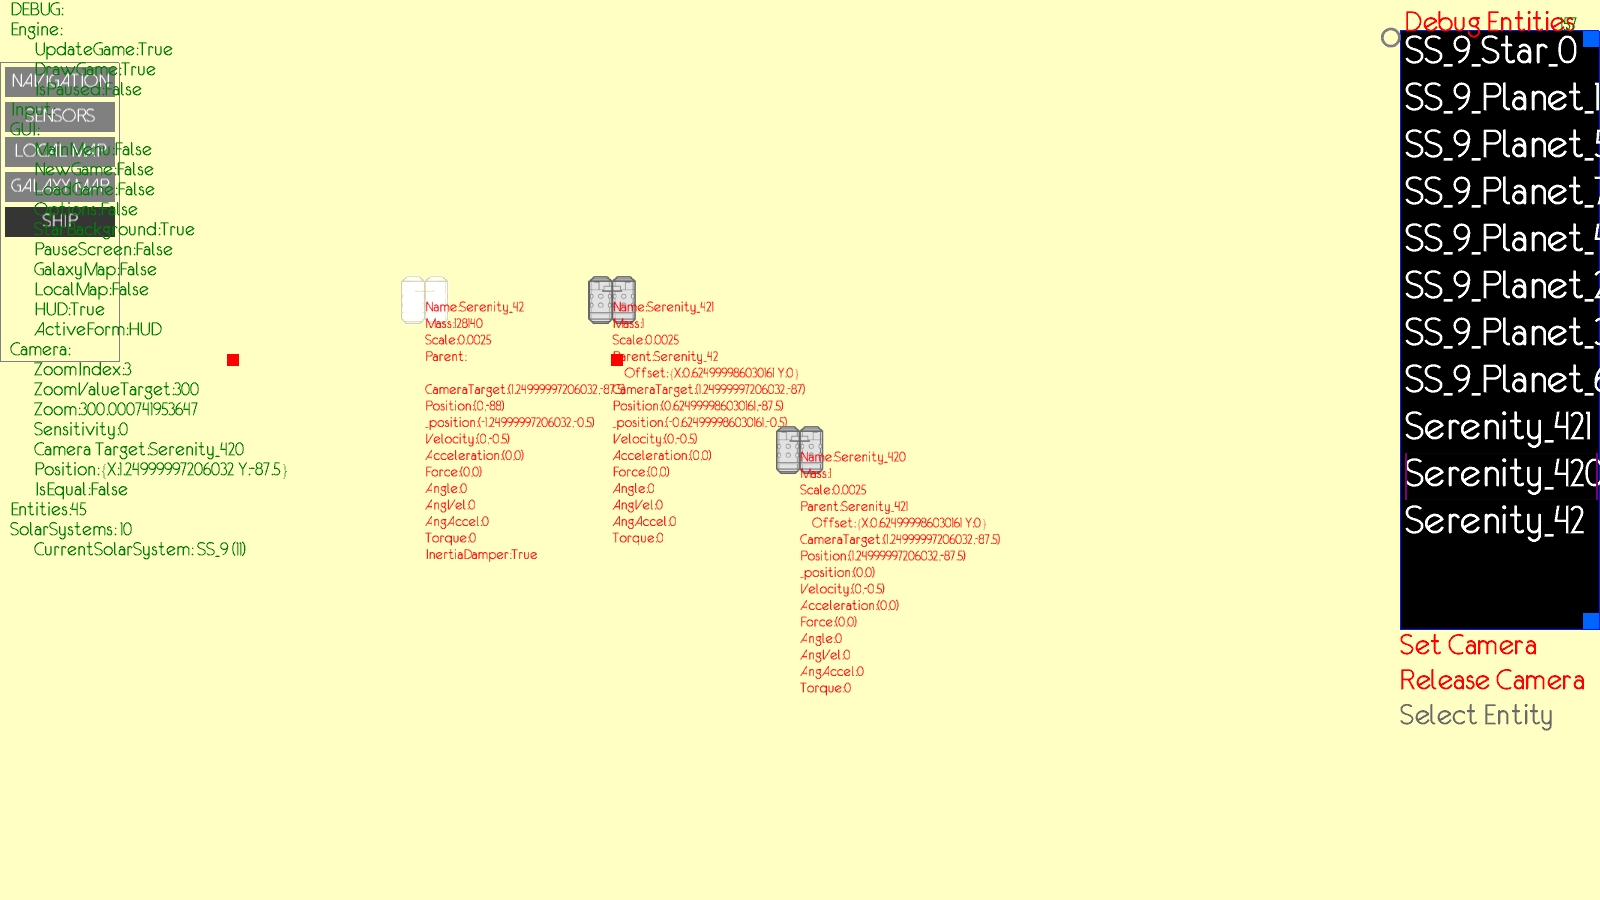 DEBUG:
Engine:
UpdateGame:True
DrawGame:True
IsPaused:False
Input
GUI:
MainMenu:False
NewGame:False
LoadGame:False
Options:False
StarBackground:True
PauseScreen:False
GalaxyMap:False
LocalMap:False
HUD:True
ActiveForm:HUD
Camera:
ZoomIndex:3
ZoomValueTarget:300
Zoom:300.000741953647
Sensitivity:0
Camera Target:Serenity_420
Position:{X:1.24999997206032 Y:-87.5}
IsEqual:False
Entities:45
SolarSystems: 10
CurrentSolarSystem: SS_9 (11)
NAVIGATION
SENSORS
LOCAL MAP
GALAXY MAP
SHIP
Name:Serenity_42
Mass:128140
Scale:0.0025
Parent:
CameraTarget:(1.24999997206032,-87.5)
Position:(0,-88)
_position:(-1.24999997206032,-0.5)
Velocity:(0,-0.5)
Acceleration:(0,0)
Force:(0,0)
Angle:0
AngVel:0
AngAccel:0
Torque:0
InertiaDamper:True
Name:Serenity_421
Mass:1
Scale:0.0025
Parent:Serenity_42
Offset: {X:0.624999986030161 Y:0}
CameraTarget:(1.24999997206032,-87)
Position:(0.624999986030161,-87.5)
_position:(-0.624999986030161,-0.5)
Velocity:(0,-0.5)
Acceleration:(0,0)
Force:(0,0)
Angle:0
AngVel:0
AngAccel:0
Torque:0
Name:Serenity_420
Mass:1
Scale:0.0025
Parent:Serenity_421
Offset: {X:0.624999986030161 Y:0}
CameraTarget:(1.24999997206032,-87.5)
Position:(1.24999997206032,-87.5)
_position:(0,0)
Velocity:(0,-0.5)
Acceleration:(0,0)
Force:(0,0)
Angle:0
AngVel:0
AngAccel:0
Torque:0
Debug Entities
SS_9_Star_0
SS_9_Planet_1
SS_9_Planet_5
SS_9_Planet_7
SS_9_Planet_4
SS_9_Planet_2
SS_9_Planet_3
SS_9_Planet_6
Serenity_421
Serenity_420
Serenity_42
Set Camera
Release Camera
Select Entity